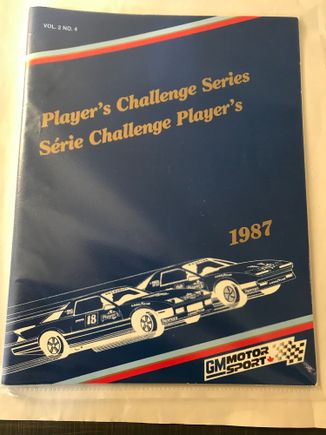 VOL. 2 NO. 4
Player's Challenge Series
Série Challenge Player's
1987
18
GM MOTOR
SPORT